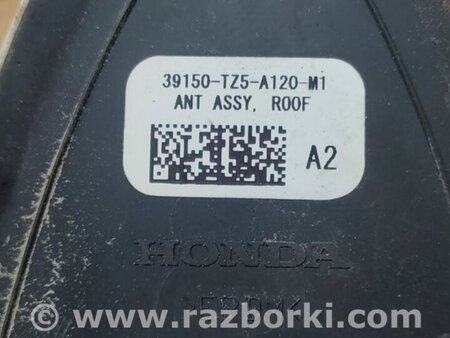 39150-TZ5-A120-M1
ANT ASSY, ROOF
A2
HONDA
www.razborki.com